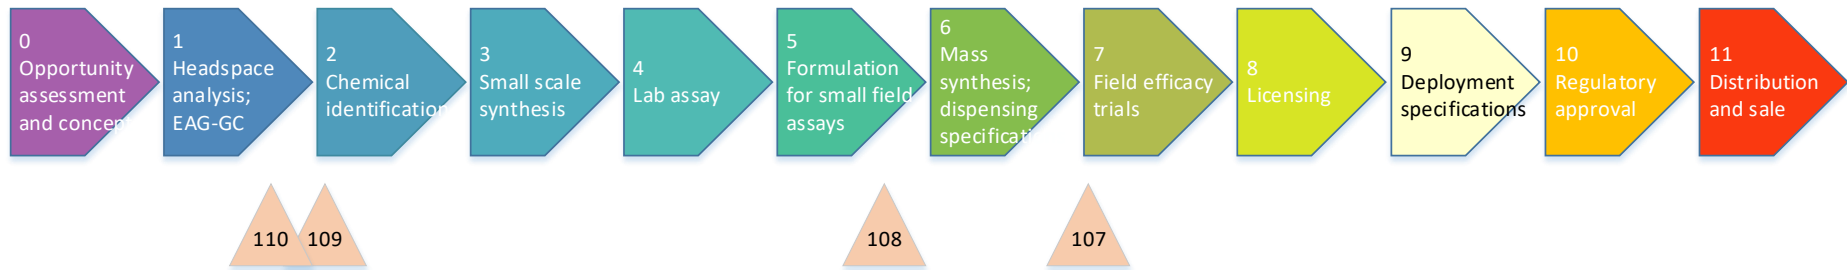 0
Opportunity
assessment
and concept
1
Headspace
analysis;
EAG-GC
2
Chemical
identification
3
Small scale
synthesis
4
Lab assay
5
Formulation
for small field
assays
6
Mass
synthesis;
dispensing
specificati
7
Field efficacy
trials
8
Licensing
9
Deployment
specifications
10
Regulatory
approval
11
Distribution
and sale
110
109
108
107